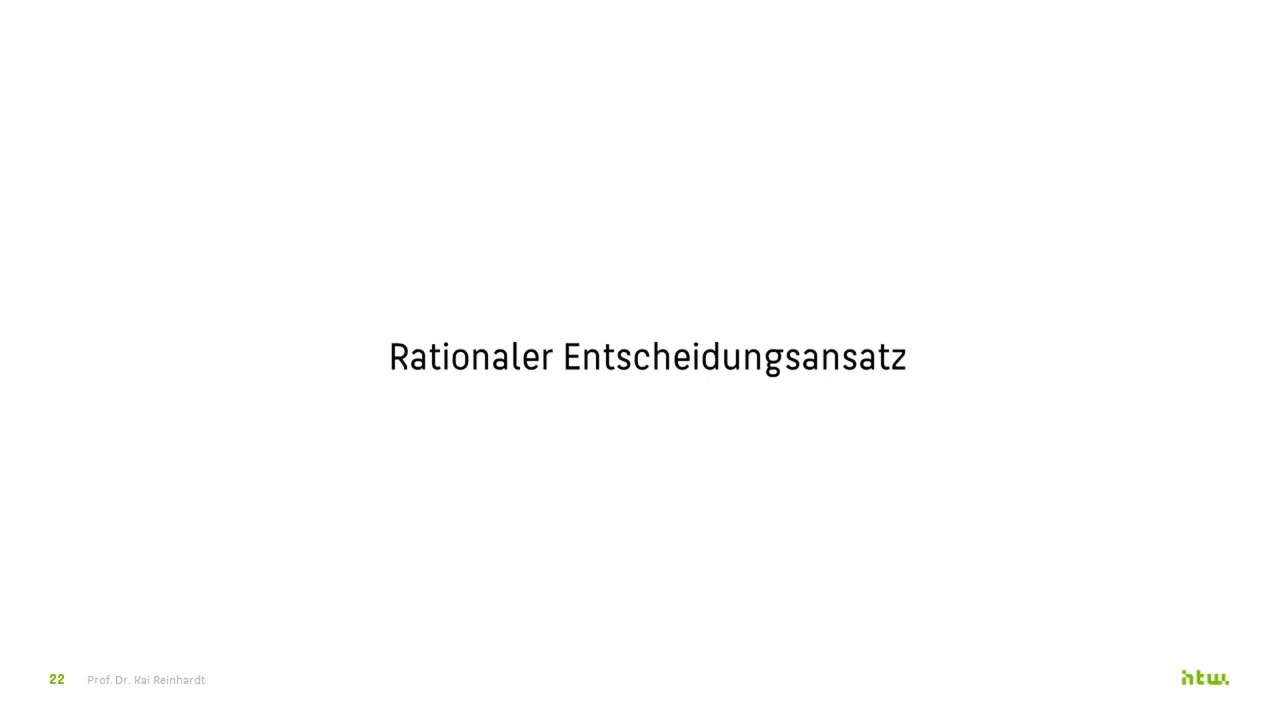 Rationaler Entscheidungsansatz
22 Prof. Dr. Kai Reinhardt
htw.